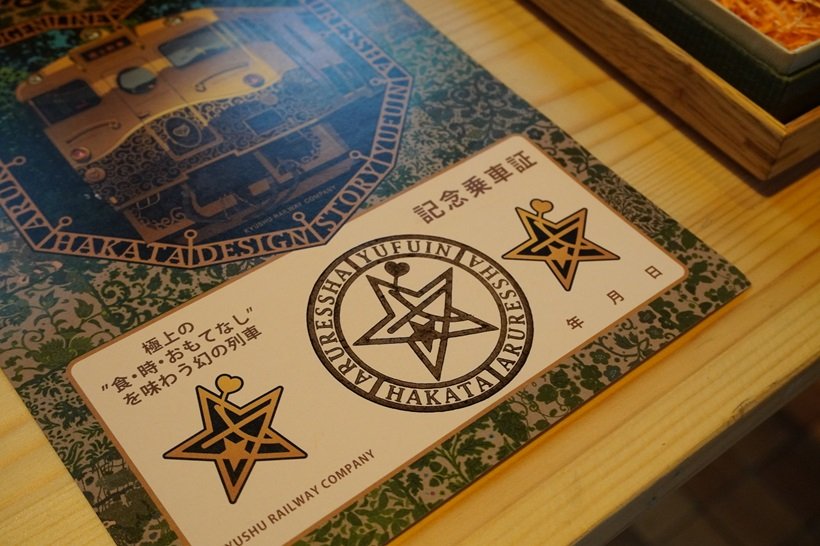 ARURESSHA
YUFUIN
STORY
DESIGN
HAKATA
ARU
KYUSHU RAILWAY COMPANY
記念乗車証
YUFUIN
ARURESSHA
HAKATA
ARURESSHA
年 月 日
極上の
"食・時・おもてなし"
を味わう幻の列車
YUSHU RAILWAY COMPANY